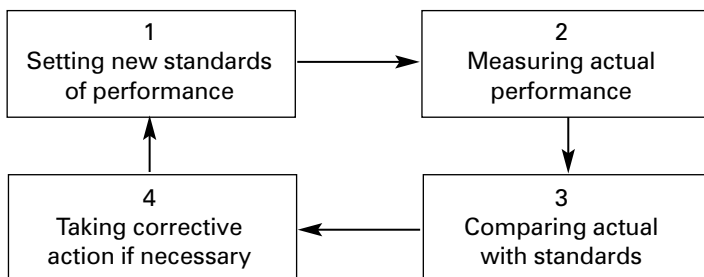 1
Setting new standards
of performance
2
Measuring actual
performance
3
Comparing actual
with standards
4
Taking corrective
action if necessary